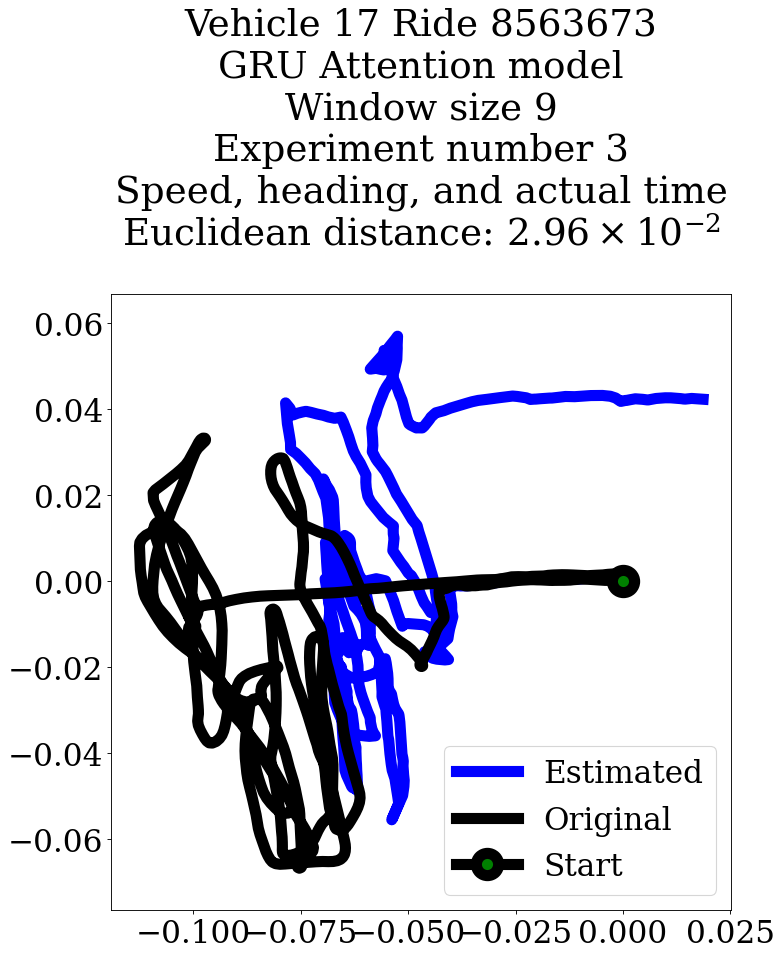 Vehicle 17 Ride 8563673
GRU Attention model
Window size 9
Experiment number 3
Speed, heading, and actual time
Euclidean distance: 2.96 × 10⁻²
0.06
0.04
0.02
0.00
−0.02
−0.04
−0.06
Estimated
Original
Start
−0.100 −0.075 −0.050 −0.025 0.000 0.025